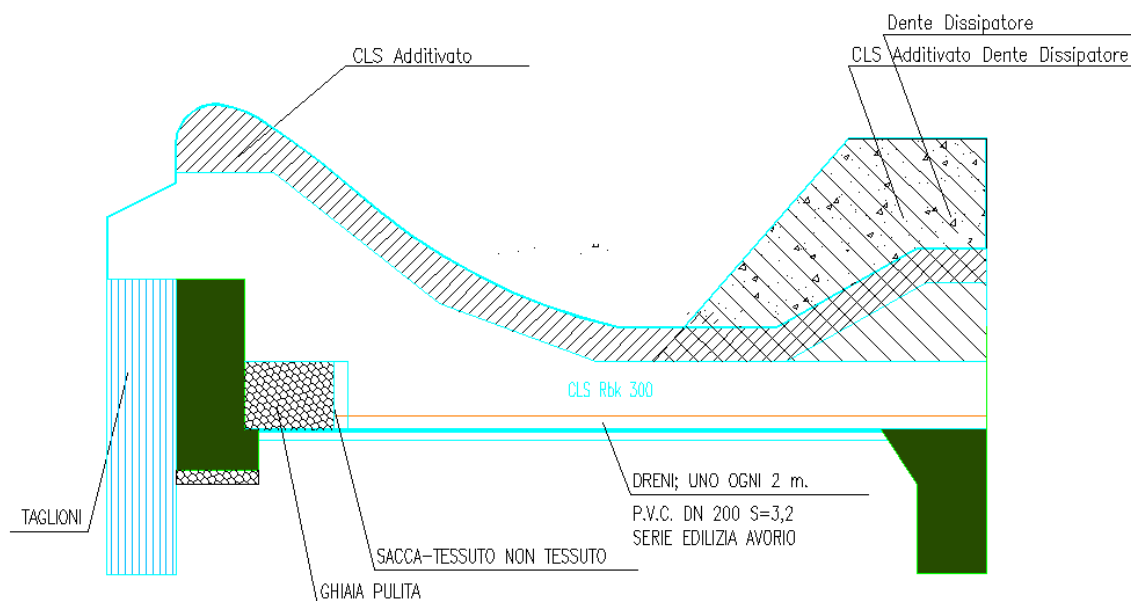 Dente Dissipatore
CLS Additivato
CLS Additivato Dente Dissipatore
CLS Rbk 300
DRENI; UNO OGNI 2 m.
P.V.C. DN 200 S=3,2
SERIE EDILIZIA AVORIO
TAGLIONI
SACCA-TESSUTO NON TESSUTO
GHIAIA PULITA